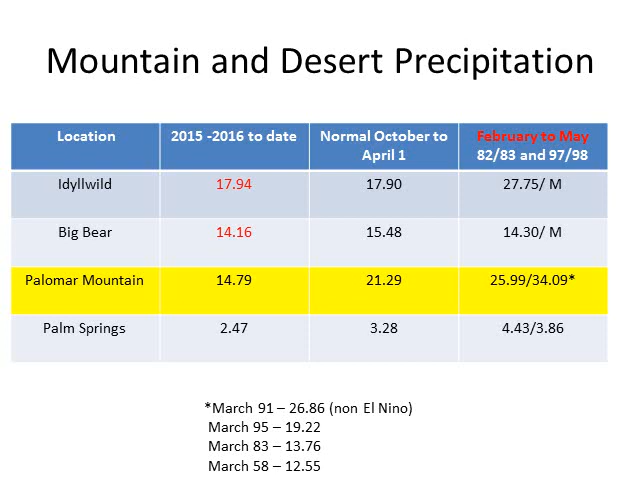 Mountain and Desert Precipitation
Location 2015 -2016 to date Normal October to April 1 February to May 82/83 and 97/98
Idyllwild 17.94 17.90 27.75/ M
Big Bear 14.16 15.48 14.30/ M
Palomar Mountain 14.79 21.29 25.99/34.09*
Palm Springs 2.47 3.28 4.43/3.86
*March 91 – 26.86 (non El Nino)
March 95 – 19.22
March 83 – 13.76
March 58 – 12.55